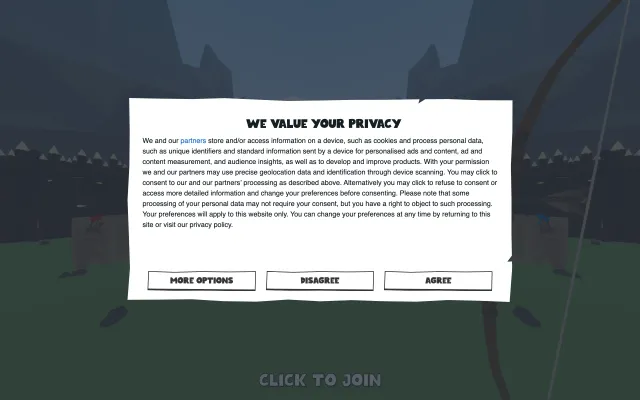 WE VALUE YOUR PRIVACY
We and our partners store and/or access information on a device, such as cookies and process personal data,
such as unique identifiers and standard information sent by a device for personalised ads and content, ad and
content measurement, and audience insights, as well as to develop and improve products. With your permission
we and our partners may use precise geolocation data and identification through device scanning. You may click to
consent to our and our partners' processing as described above. Alternatively you may click to refuse to consent or
access more detailed information and change your preferences before consenting. Please note that some
processing of your personal data may not require your consent, but you have a right to object to such processing.
Your preferences will apply to this website only. You can change your preferences at any time by returning to this
site or visit our privacy policy.
MORE OPTIONS
DISAGREE
AGREE
CLICK TO JOIN